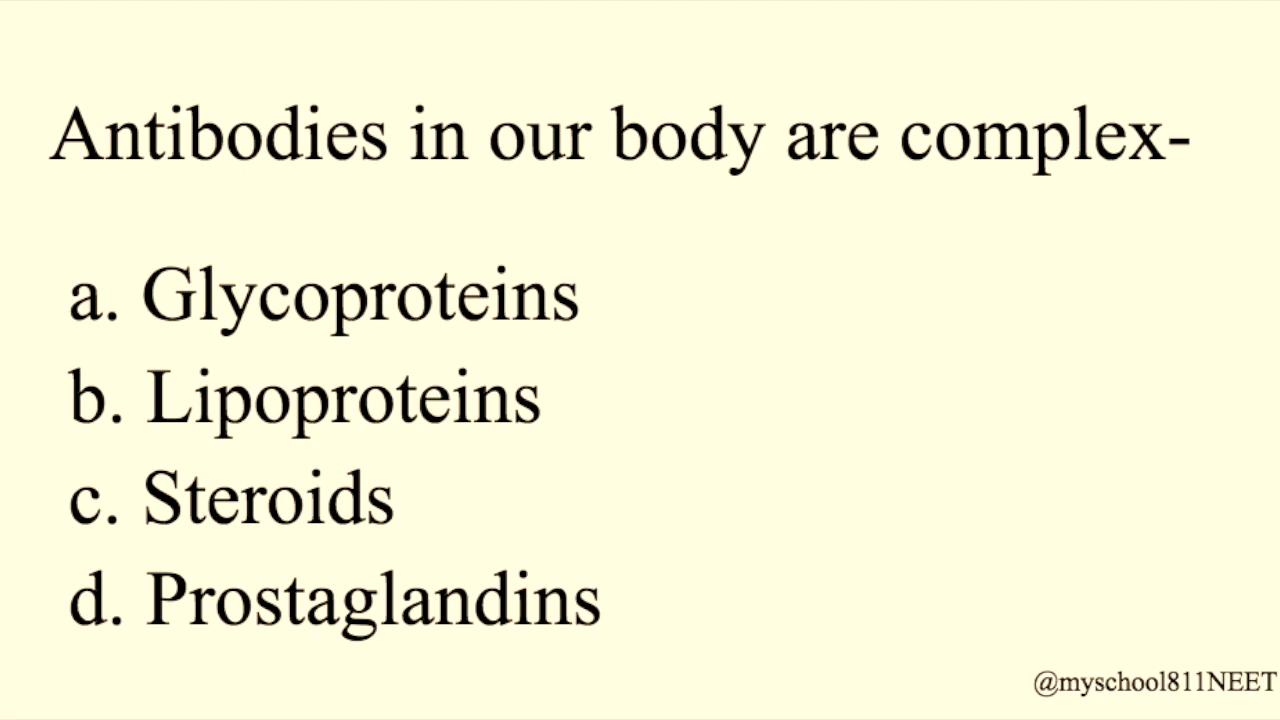 Antibodies in our body are complex-
a. Glycoproteins
b. Lipoproteins
c. Steroids
d. Prostaglandins
@myschool811NEET